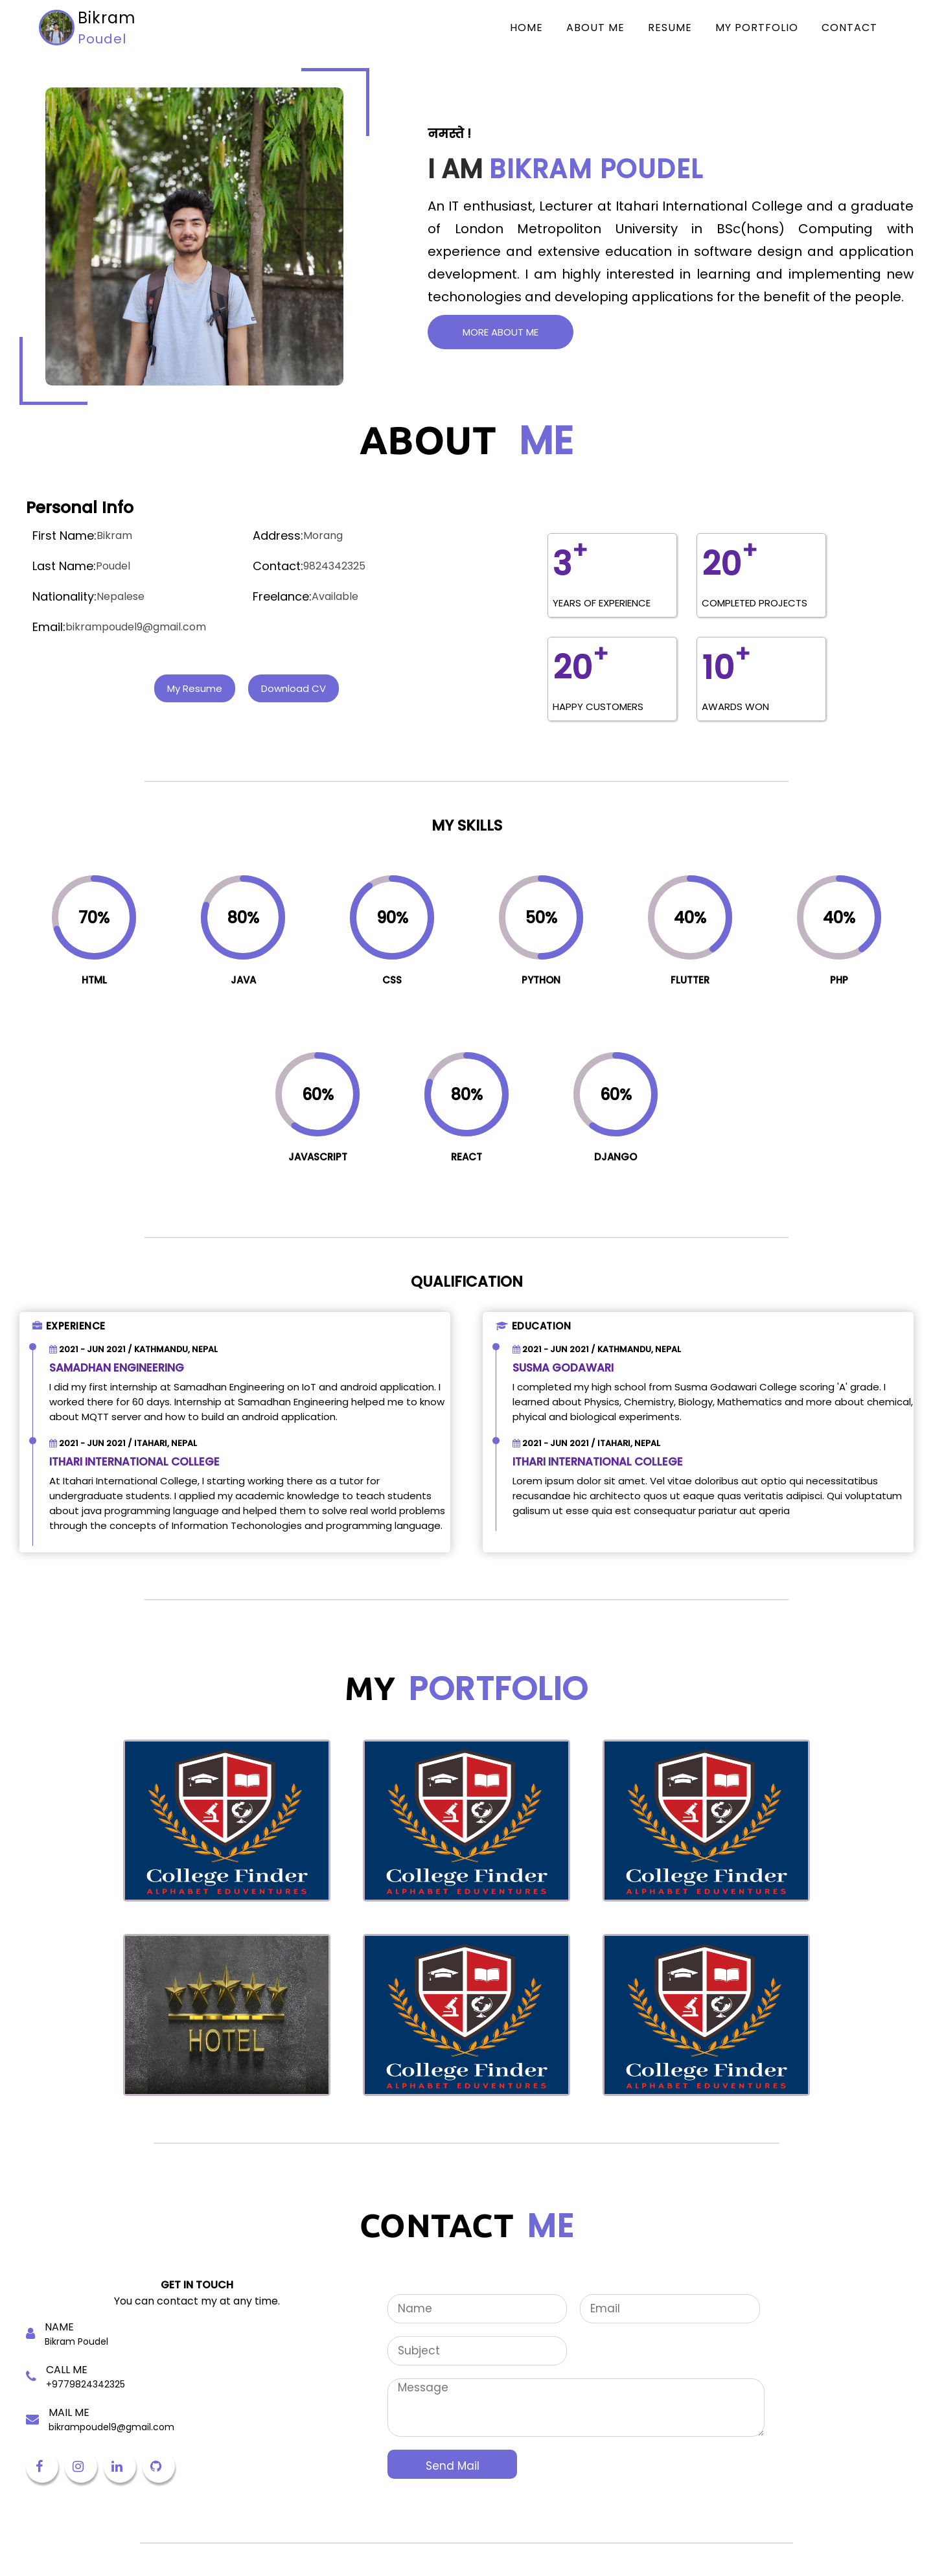 Bikram
Poudel
HOME ABOUT ME RESUME MY PORTFOLIO CONTACT
नमस्ते !
I AM BIKRAM POUDEL
An IT enthusiast, Lecturer at Itahari International College and a graduate
of London Metropoliton University in BSc(hons) Computing with
experience and extensive education in software design and application
development. I am highly interested in learning and implementing new
techonologies and developing applications for the benefit of the people.
MORE ABOUT ME
ABOUT ME
Personal Info
First Name:Bikram
Address:Morang
Last Name:Poudel
Contact:9824342325
Nationality:Nepalese
Freelance:Available
Email:bikrampoudel9@gmail.com
My Resume
Download CV
3+
YEARS OF EXPERIENCE
20+
COMPLETED PROJECTS
20+
HAPPY CUSTOMERS
10+
AWARDS WON
MY SKILLS
70% 80% 90% 50% 40% 40%
HTML JAVA CSS PYTHON FLUTTER PHP
60% 80% 60%
JAVASCRIPT REACT DJANGO
QUALIFICATION
EXPERIENCE
2021 - JUN 2021 / KATHMANDU, NEPAL
SAMADHAN ENGINEERING
I did my first internship at Samadhan Engineering on IoT and android application. I
worked there for 60 days. Internship at Samadhan Engineering helped me to know
about MQTT server and how to build an android application.
2021 - JUN 2021 / ITAHARI, NEPAL
ITHARI INTERNATIONAL COLLEGE
At Itahari International College, I starting working there as a tutor for
undergraduate students. I applied my academic knowledge to teach students
about java programming language and helped them to solve real world problems
through the concepts of Information Techonologies and programming language.
EDUCATION
2021 - JUN 2021 / KATHMANDU, NEPAL
SUSMA GODAWARI
I completed my high school from Susma Godawari College scoring 'A' grade. I
learned about Physics, Chemistry, Biology, Mathematics and more about chemical,
phyical and biological experiments.
2021 - JUN 2021 / ITAHARI, NEPAL
ITHARI INTERNATIONAL COLLEGE
Lorem ipsum dolor sit amet. Vel vitae doloribus aut optio qui necessitatibus
recusandae hic architecto quos ut eaque quas veritatis adipisci. Qui voluptatum
galisum ut esse quia est consequatur pariatur aut aperia
MY PORTFOLIO
College Finder
ALPHABET EDUVENTURES
College Finder
ALPHABET EDUVENTURES
College Finder
ALPHABET EDUVENTURES
HOTEL
College Finder
ALPHABET EDUVENTURES
College Finder
ALPHABET EDUVENTURES
CONTACT ME
GET IN TOUCH
You can contact my at any time.
NAME
Bikram Poudel
CALL ME
+9779824342325
MAIL ME
bikrampoudel9@gmail.com
Name
Email
Subject
Message
Send Mail